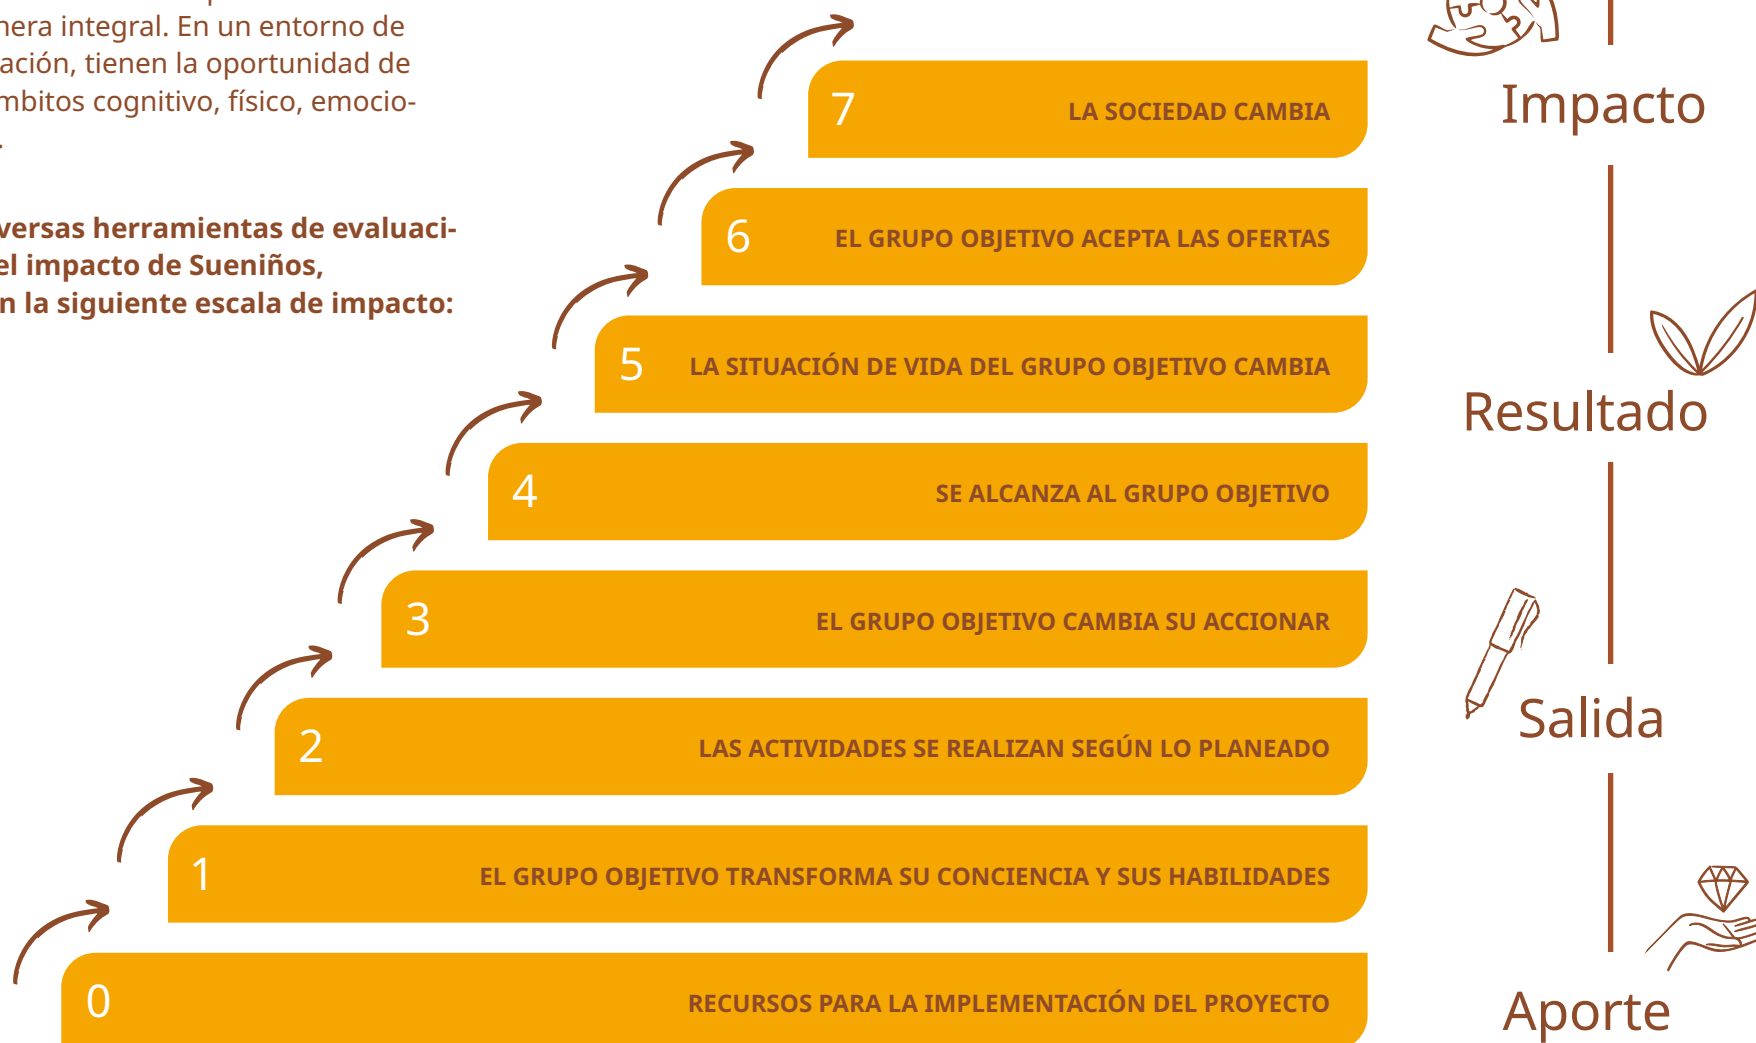 nera integral. En un entorno de
ación, tienen la oportunidad de
mbitos cognitivo, físico, emocio-
versas herramientas de evaluaci-
el impacto de Sueniños,
n la siguiente escala de impacto:
7 LA SOCIEDAD CAMBIA
6 EL GRUPO OBJETIVO ACEPTA LAS OFERTAS
5 LA SITUACIÓN DE VIDA DEL GRUPO OBJETIVO CAMBIA
4 SE ALCANZA AL GRUPO OBJETIVO
3 EL GRUPO OBJETIVO CAMBIA SU ACCIONAR
2 LAS ACTIVIDADES SE REALIZAN SEGÚN LO PLANEADO
1 EL GRUPO OBJETIVO TRANSFORMA SU CONCIENCIA Y SUS HABILIDADES
0 RECURSOS PARA LA IMPLEMENTACIÓN DEL PROYECTO
Impacto
Resultado
Salida
Aporte